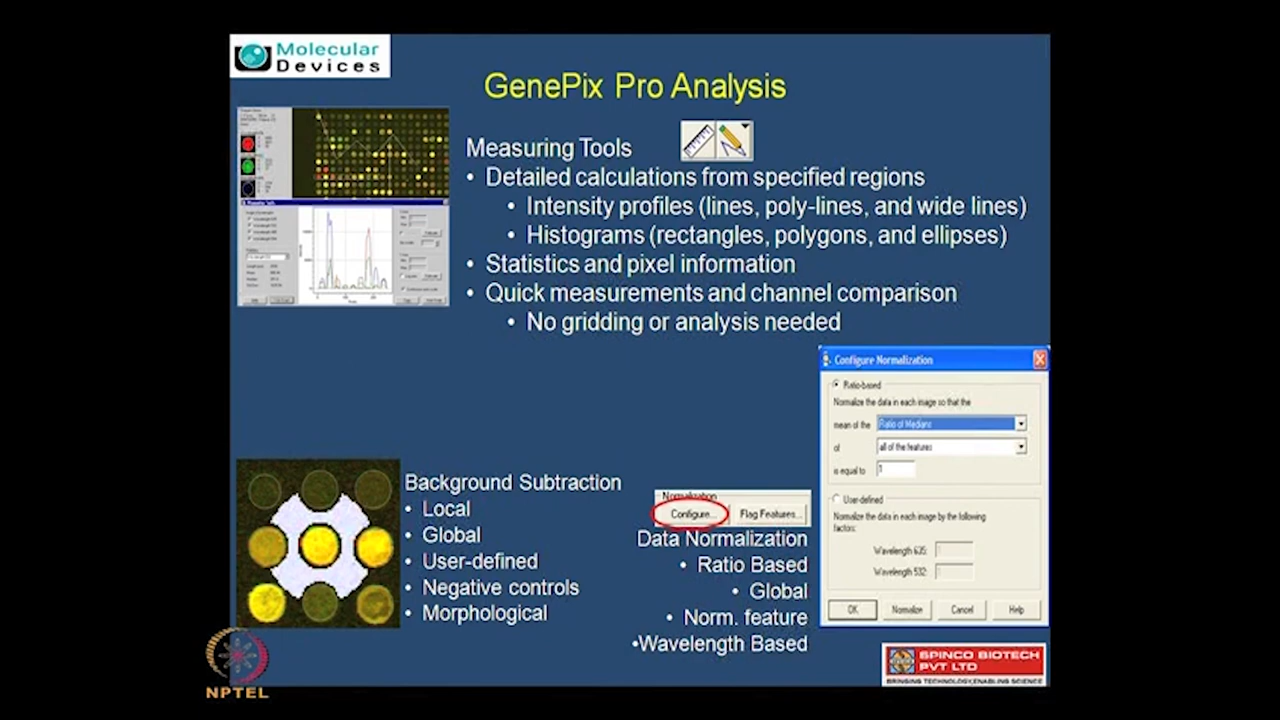 Molecular
Devices
GenePix Pro Analysis
Measuring Tools
• Detailed calculations from specified regions
• Intensity profiles (lines, poly-lines, and wide lines)
• Histograms (rectangles, polygons, and ellipses)
• Statistics and pixel information
• Quick measurements and channel comparison
• No gridding or analysis needed
Background Subtraction
• Local
• Global
• User-defined
• Negative controls
• Morphological
Normalization
Configure... Flag Features...
Data Normalization
• Ratio Based
• Global
• Norm. feature
•Wavelength Based
Configure Normalization
Ratio-based
Normalize the data in each image so that the
mean of the Ratio of Medians
of all of the features
is equal to 1
User-defined
Normalize the data in each image by the following
factors:
Wavelength 635:
Wavelength 532:
OK Normalize Cancel Help
SPINCO BIOTECH
PVT LTD
BRINGING TECHNOLOGY,ENABLING SCIENCE
NPTEL